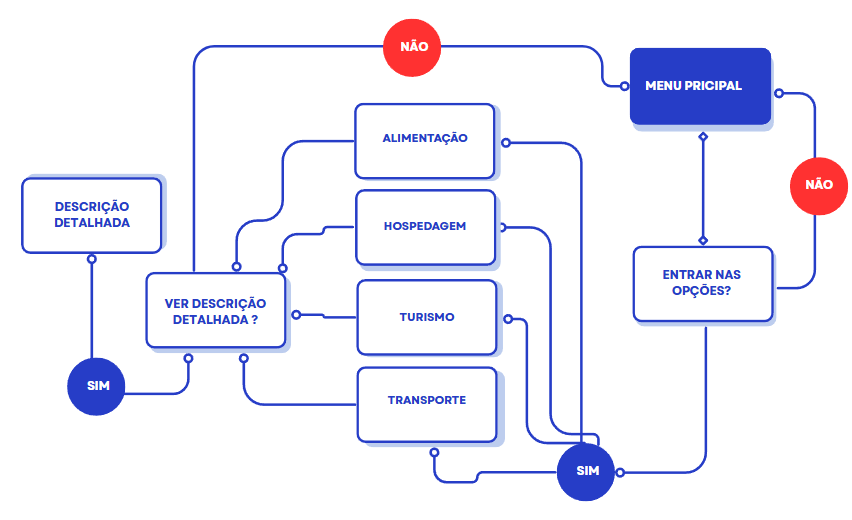 NÃO
MENU PRICIPAL
ALIMENTAÇÃO
NÃO
DESCRIÇÃO
DETALHADA
HOSPEDAGEM
ENTRAR NAS
OPÇÕES?
VER DESCRIÇÃO
DETALHADA ?
TURISMO
SIM
TRANSPORTE
SIM